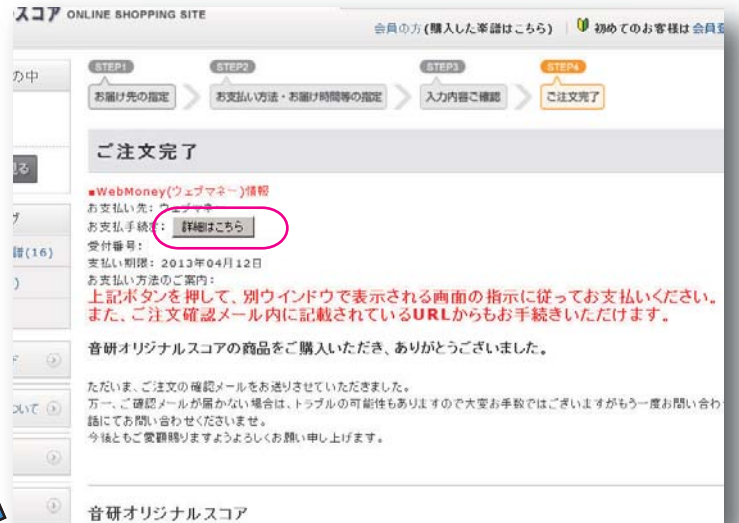 スコア ONLINE SHOPPING SITE
会員の方(購入した楽譜はこちら) 初めてのお客様は会員登
の中
見る
譜(16)
)
ついて
STEP1 STEP2 STEP3 STEP4
お届け先の指定 お支払い方法・お届け時間等の指定 入力内容ご確認 ご注文完了
ご注文完了
■WebMoney(ウェブマネー)情報
お支払い先: ウェブマネー
お支払手続き: 詳細はこちら
受付番号:
支払い期限: 2013年04月12日
お支払い方法のご案内:
上記ボタンを押して、別ウインドウで表示される画面の指示に従ってお支払いください。
また、ご注文確認メール内に記載されているURLからもお手続きいただけます。
音研オリジナルスコアの商品をご購入いただき、ありがとうございました。
ただいま、ご注文の確認メールをお送りさせていただきました。
万一、ご確認メールが届かない場合は、トラブルの可能性もありますので大変お手数ではございますがもう一度お問い合わ
話にてお問い合わせくださいませ。
今後ともご愛顧賜りますようよろしくお願い申し上げます。
音研オリジナルスコア